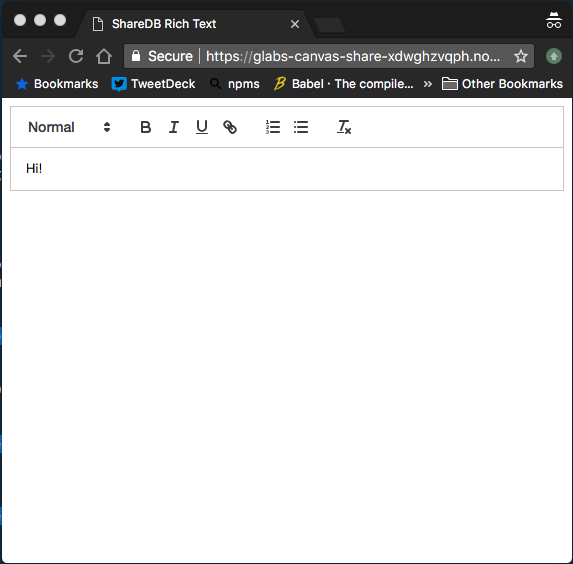 ShareDB Rich Text
Secure https://glabs-canvas-share-xdwghzvqph.no...
Bookmarks TweetDeck npms Babel · The compile... » Other Bookmarks
Normal B I U
Hi!